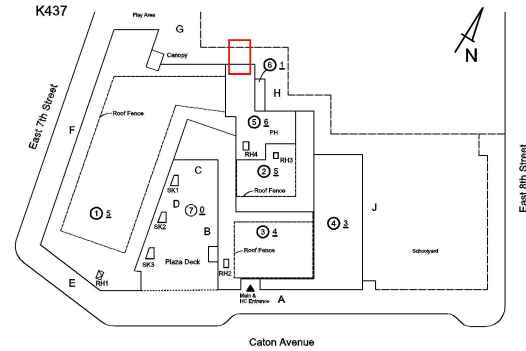 K437
Play Area
G
Canopy
6 1
N
H
East 7th Street
F
Roof Fence
5 6
PH
RH4
RH3
2 5
Roof Fence
C
SK1
D
7 0
SK2
B
1 5
3 4
Roof Fence
4 3
J
East 8th Street
Schoolyard
SK3
Plaza Deck
RH2
E
RH1
Main &
HC Entrance
A
Caton Avenue